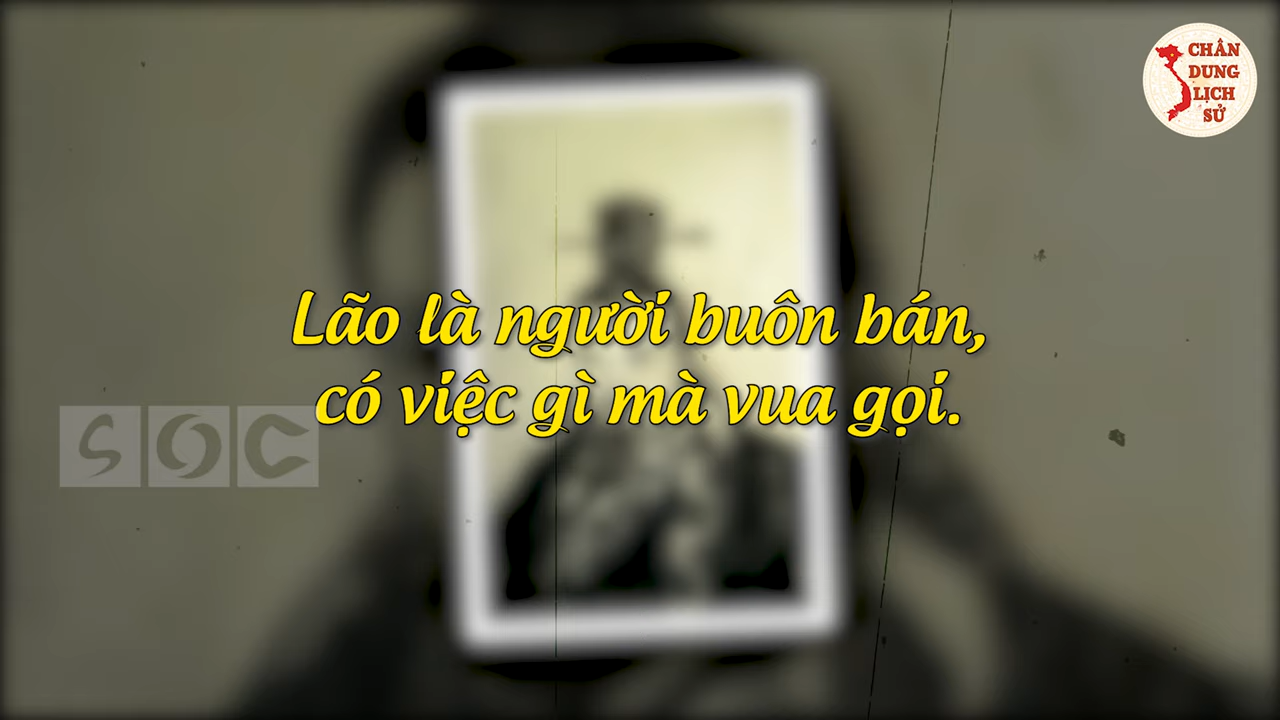 CHÂN
DUNG
LỊCH
SỬ
Lão là người buôn bán,
có việc gì mà vua gọi.
SOC